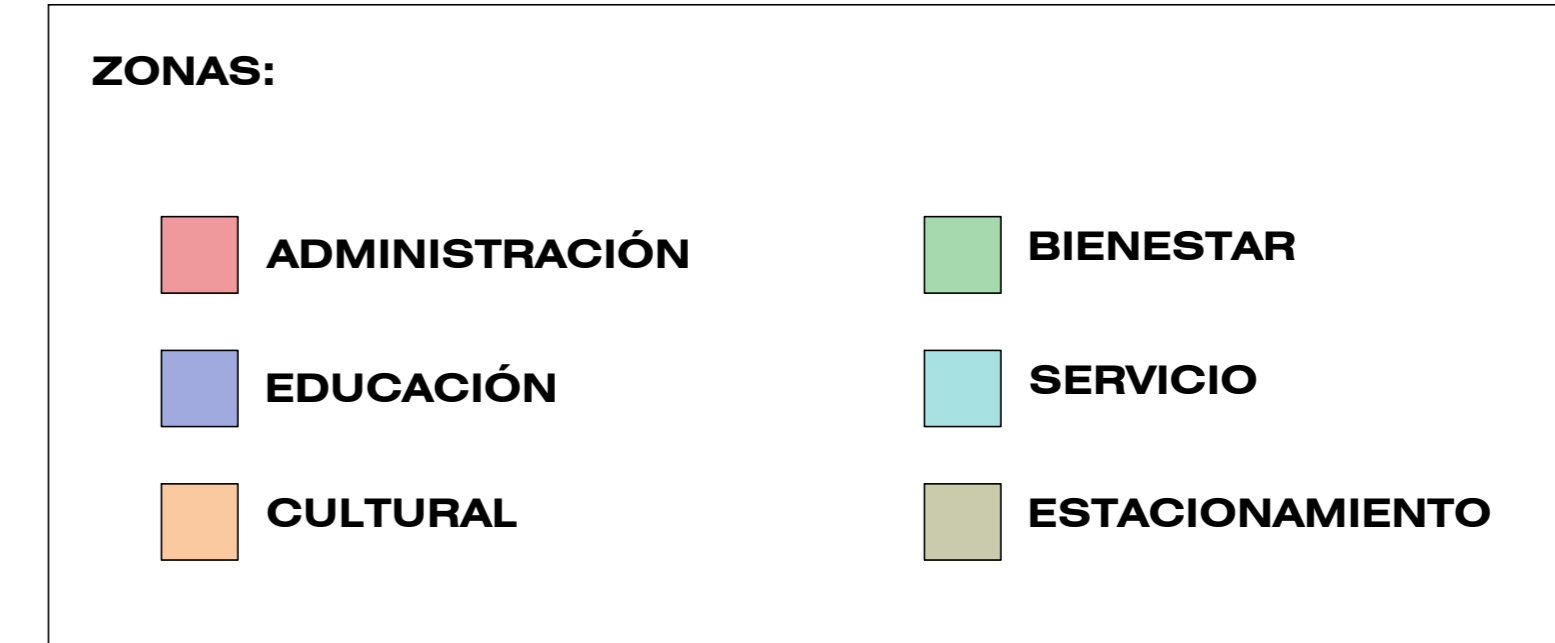 ZONAS:
ADMINISTRACIÓN
EDUCACIÓN
CULTURAL
BIENESTAR
SERVICIO
ESTACIONAMIENTO